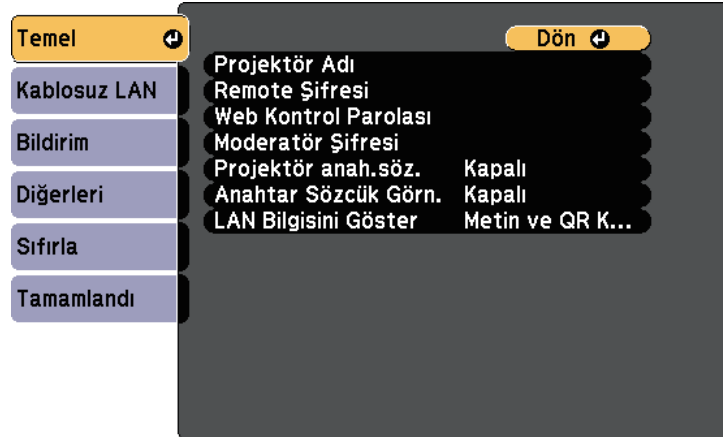 Temel
Kablosuz LAN
Bildirim
Diğerleri
Sıfırla
Tamamlandı
Dön
Projektör Adı
Remote Şifresi
Web Kontrol Parolası
Moderatör Şifresi
Projektör anah.söz. Kapalı
Anahtar Sözcük Görn. Kapalı
LAN Bilgisini Göster Metin ve QR K...